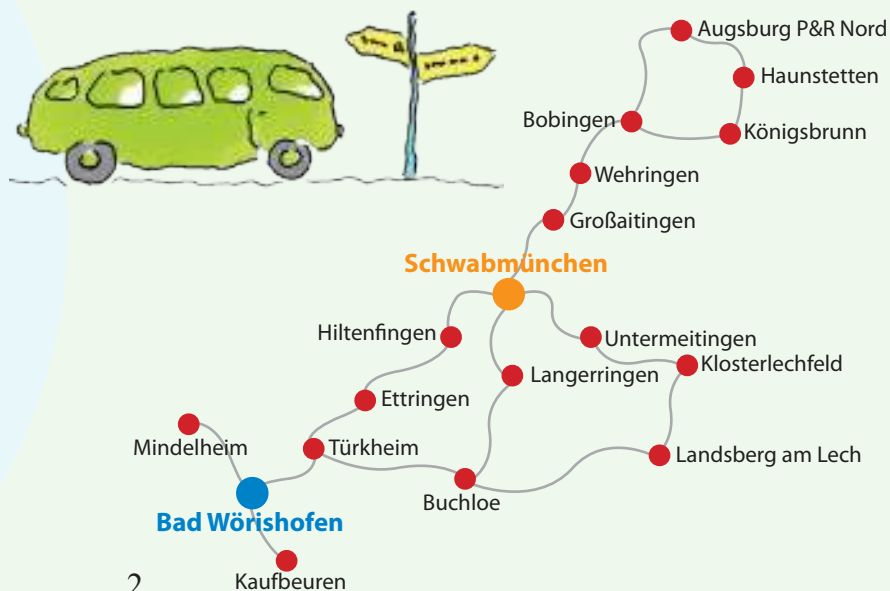 Augsburg P&R Nord
Haunstetten
Bobingen
Königsbrunn
Wehringen
Großaitingen
Schwabmünchen
Hiltenfingen
Untermeitingen
Klosterlechfeld
Langerringen
Ettringen
Mindelheim
Türkheim
Landsberg am Lech
Buchloe
Bad Wörishofen
Kaufbeuren
2